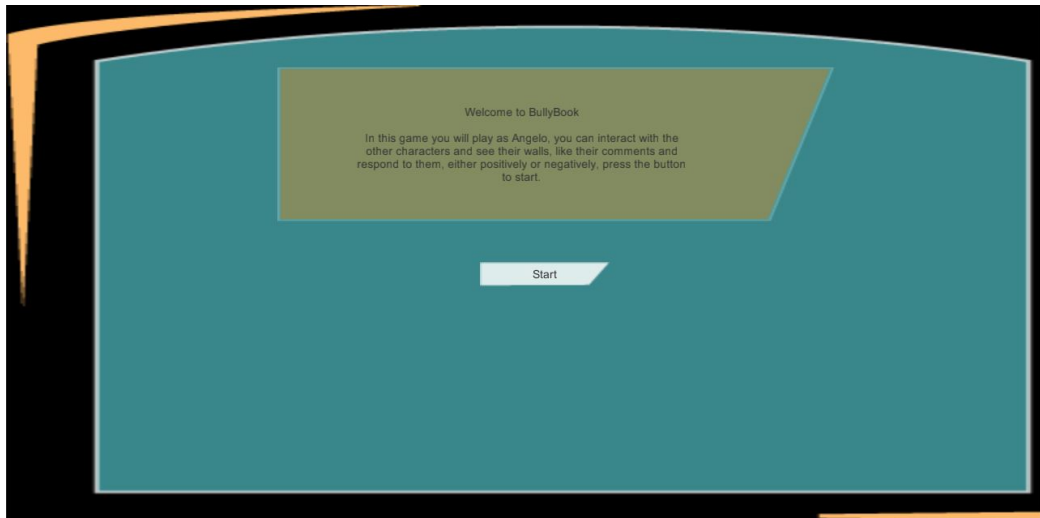 Welcome to BullyBook
In this game you will play as Angelo, you can interact with the
other characters and see their walls, like their comments and
respond to them, either positively or negatively, press the button
to start.
Start